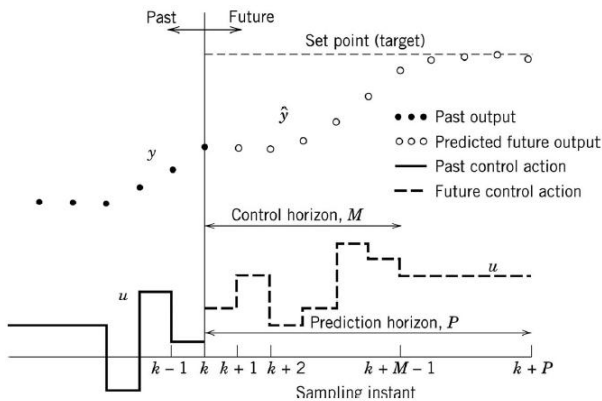 Past Future
Set point (target)
ŷ
Past output
y
Predicted future output
Past control action
Future control action
Control horizon, M
u
u
Prediction horizon, P
k – 1 k k + 1 k + 2 k + M – 1 k + P
Sampling instant